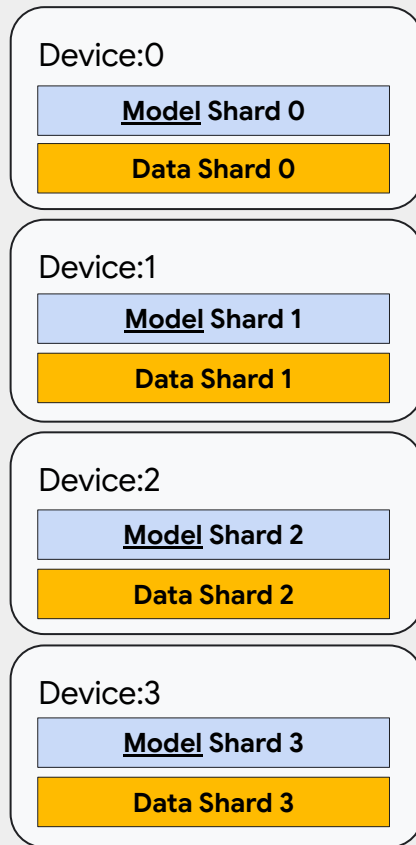 Device:0
Model Shard 0
Data Shard 0
Device:1
Model Shard 1
Data Shard 1
Device:2
Model Shard 2
Data Shard 2
Device:3
Model Shard 3
Data Shard 3